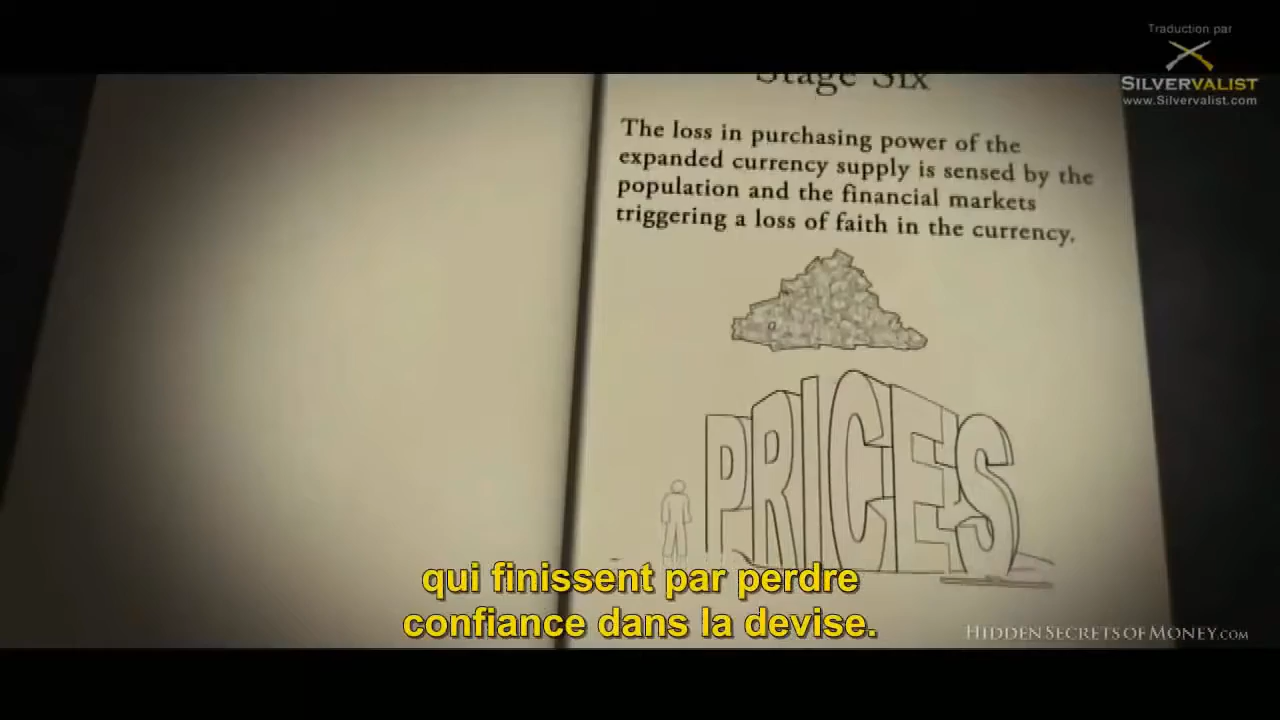 Traduction par
SILVERVALIST
www.Silvervalist.com
Stage Six
The loss in purchasing power of the
expanded currency supply is sensed by the
population and the financial markets
triggering a loss of faith in the currency.
PRICES
qui finissent par perdre
confiance dans la devise.
HIDDEN SECRETS OF MONEY.COM